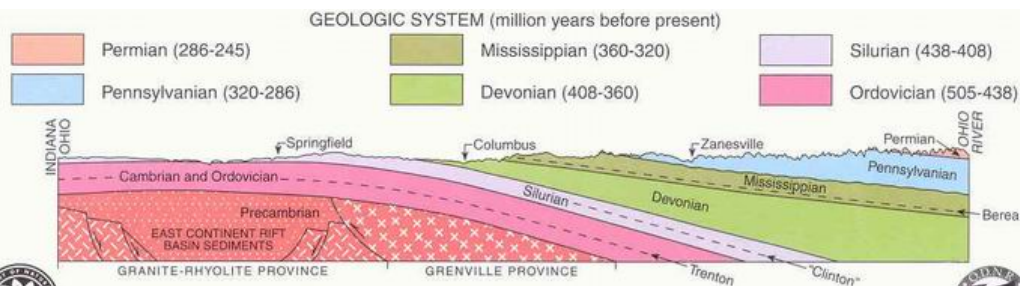 GEOLOGIC SYSTEM (million years before present)
Permian (286-245)
Mississippian (360-320)
Silurian (438-408)
Pennsylvanian (320-286)
Devonian (408-360)
Ordovician (505-438)
INDIANA
OHIO
Springfield
Columbus
Zanesville
Permian
OHIO
RIVER
Cambrian and Ordovician
Silurian
Devonian
Mississippian
Pennsylvanian
Precambrian
EAST CONTINENT RIFT
BASIN SEDIMENTS
Berea
GRANITE-RHYOLITE PROVINCE
GRENVILLE PROVINCE
Trenton
"Clinton"